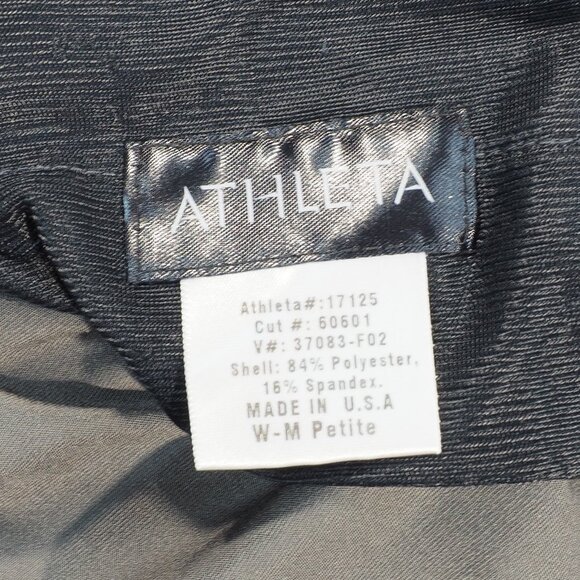 ATHLETA
Athleta#:17125
Cut #: 60601
V#: 37083-F02
Shell: 84% Polyester,
16% Spandex.
MADE IN U.S.A
W-M Petite